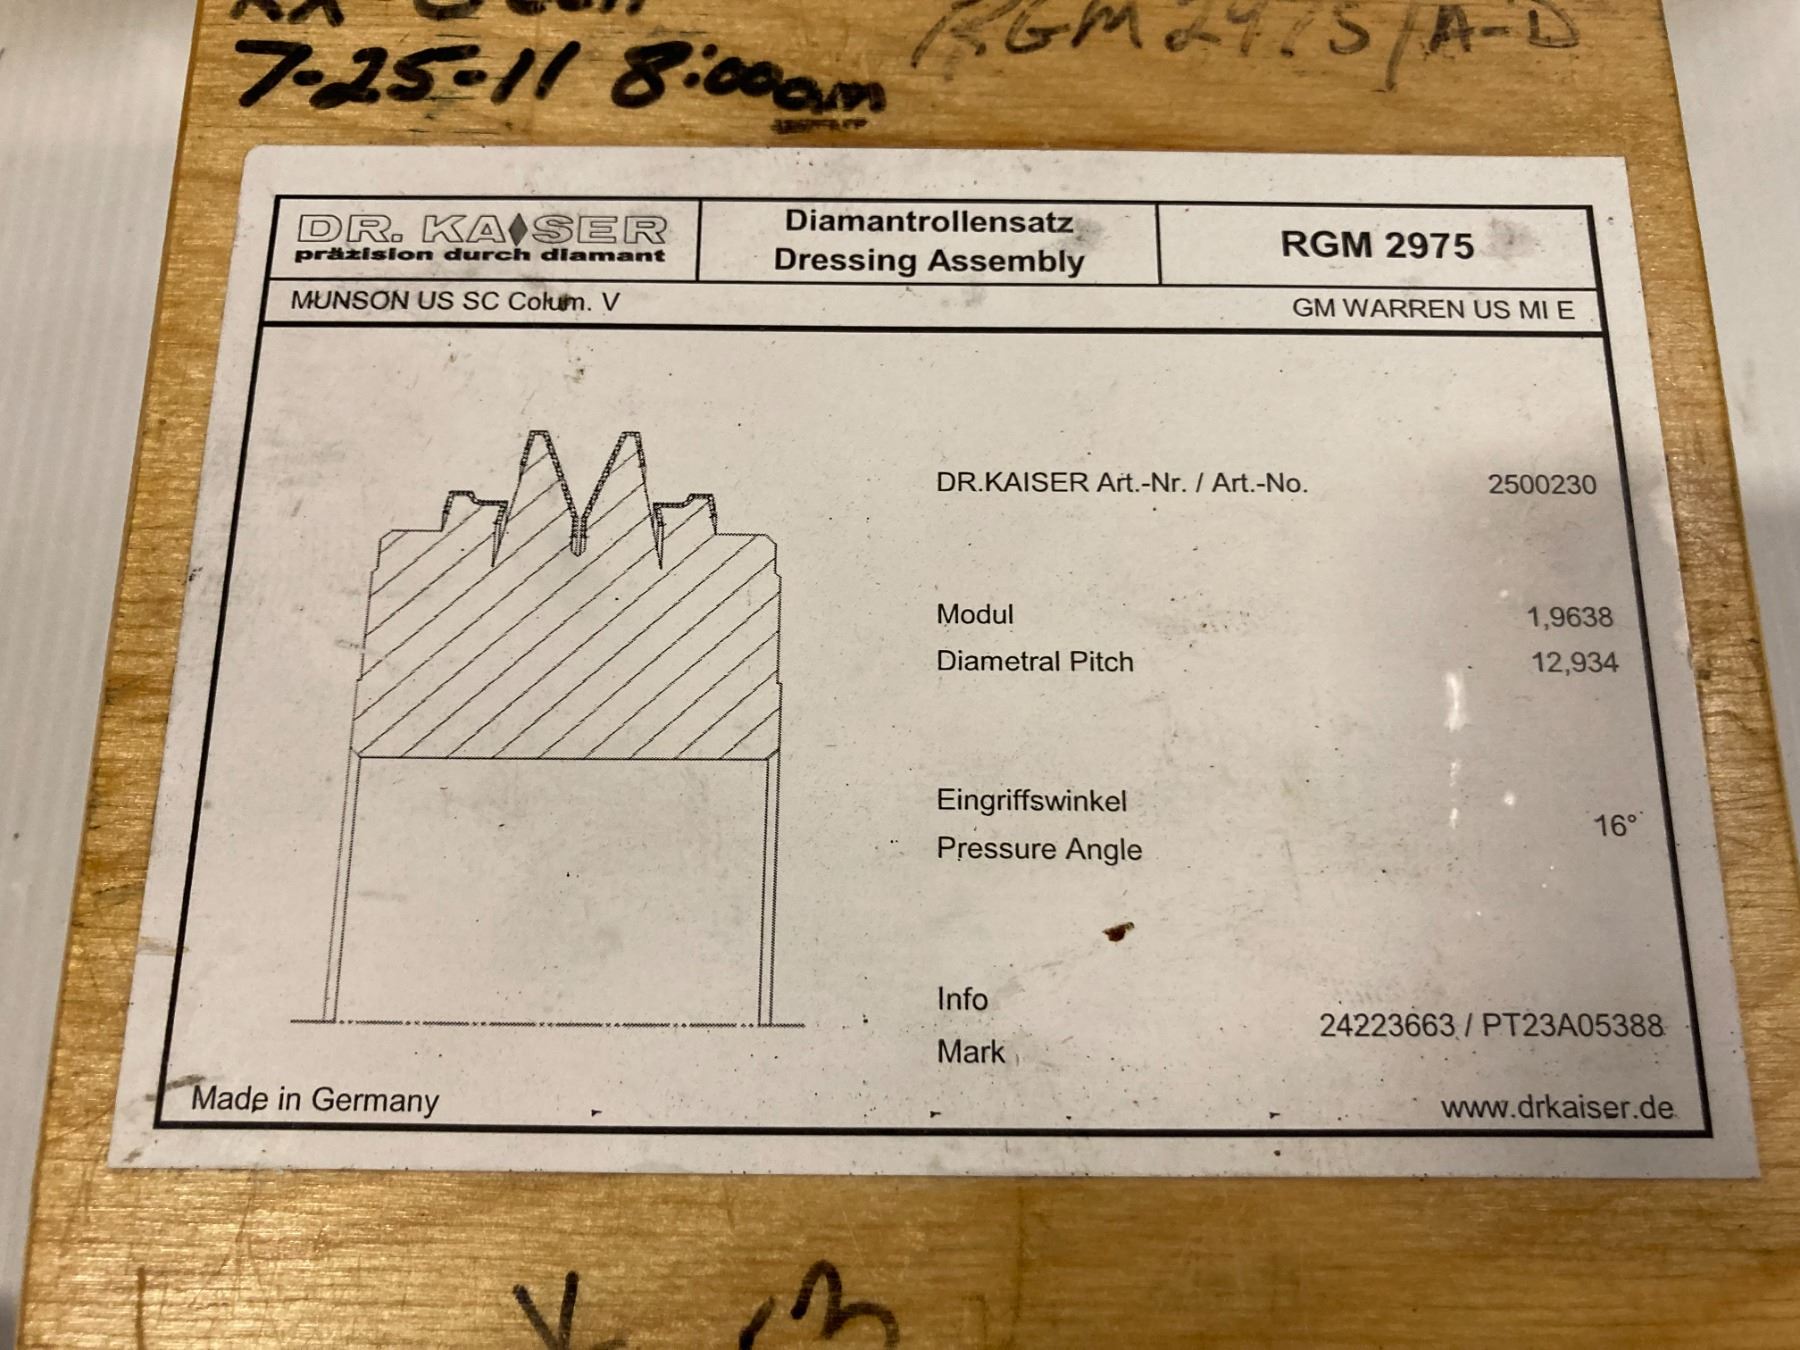 7-25-11 8:00am
RGM 2975/A-D
DR. KAISER
präzision durch diamant
Diamantrollensatz
Dressing Assembly
RGM 2975
MUNSON US SC Colum. V
GM WARREN US MI E
DR.KAISER Art.-Nr. / Art.-No. 2500230
Modul 1,9638
Diametral Pitch 12,934
Eingriffswinkel
Pressure Angle
16°
Info
Mark
24223663 / PT23A05388
Made in Germany
www.drkaiser.de